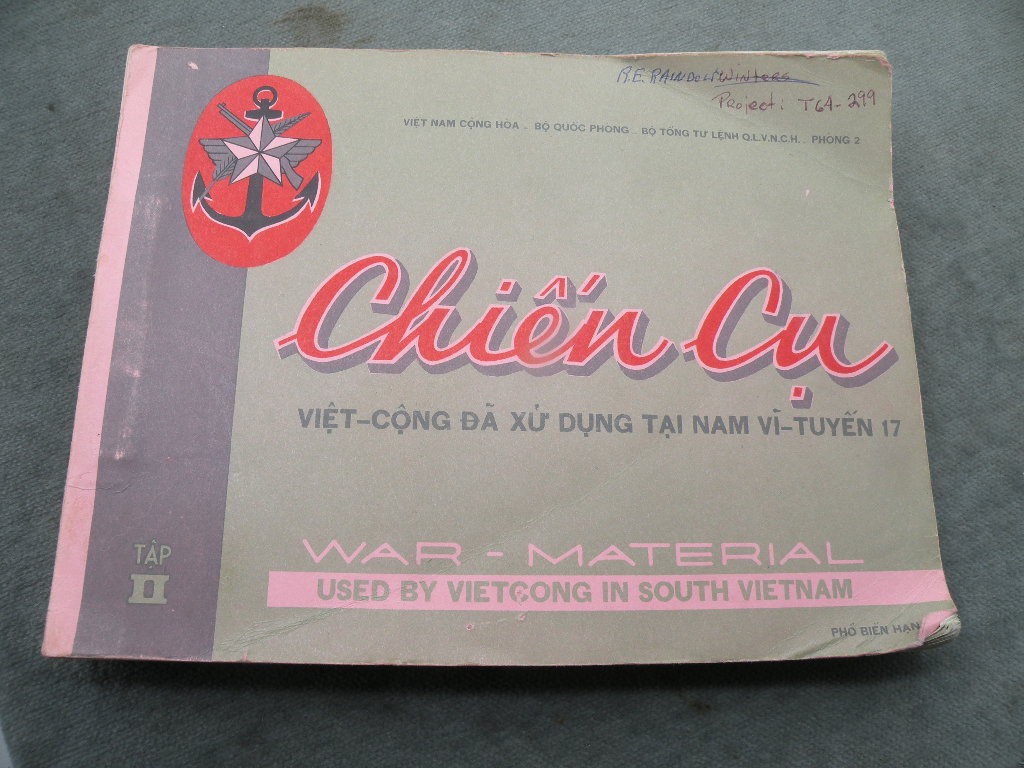 R.E. RAINDOLF Winters
Project: T64-299
VIỆT NAM CỘNG HÒA _ BỘ QUỐC PHÒNG _ BỘ TỔNG TƯ LỆNH Q.L.V.N.C.H. _ PHÒNG 2
Chiến Cụ
VIỆT-CỘNG ĐÃ XỬ DỤNG TẠI NAM VĨ-TUYẾN 17
WAR - MATERIAL
USED BY VIETCONG IN SOUTH VIETNAM
TẬP
II
PHỔ BIẾN HẠN